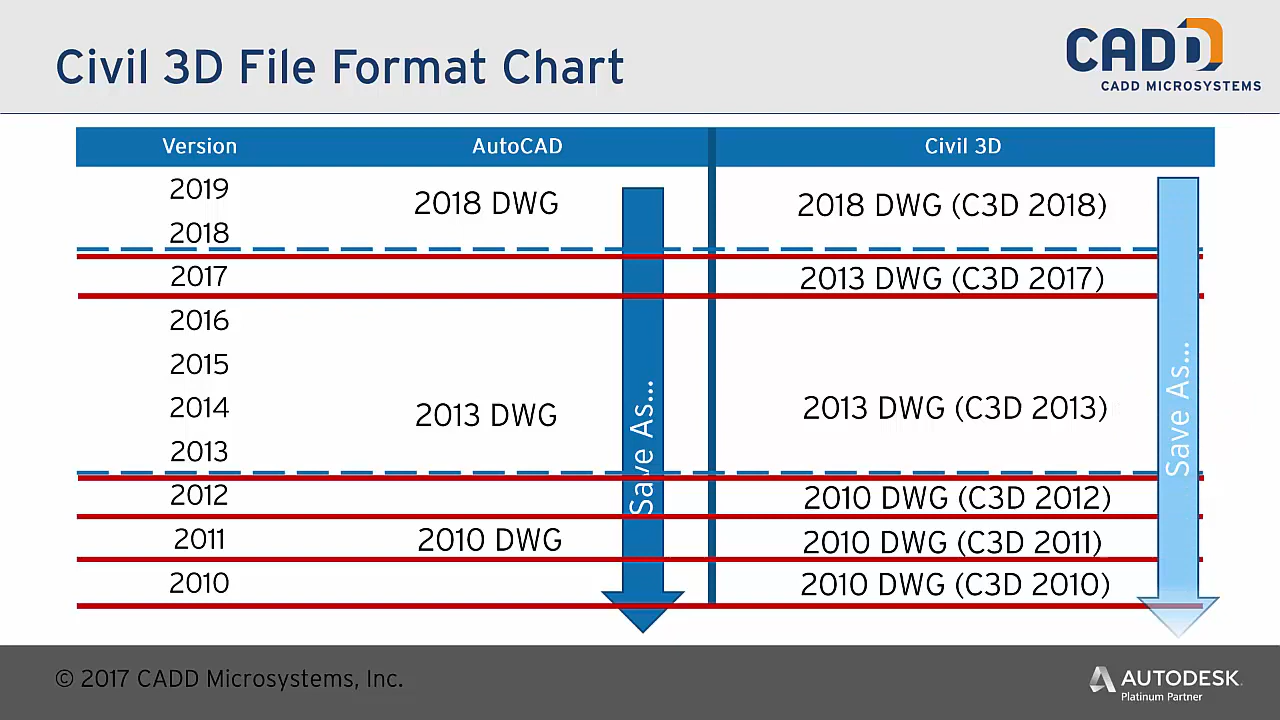 Civil 3D File Format Chart
CADD
CADD MICROSYSTEMS
Version AutoCAD Civil 3D
2019
2018 DWG 2018 DWG (C3D 2018)
2018
2017 2013 DWG (C3D 2017)
2016
2015
2014 2013 DWG (C3D 2013)
2013 DWG
2013
Save As...
Save As...
2012 2010 DWG (C3D 2012)
2011 2010 DWG 2010 DWG (C3D 2011)
2010 2010 DWG (C3D 2010)
© 2017 CADD Microsystems, Inc.
AUTODESK.
Platinum Partner